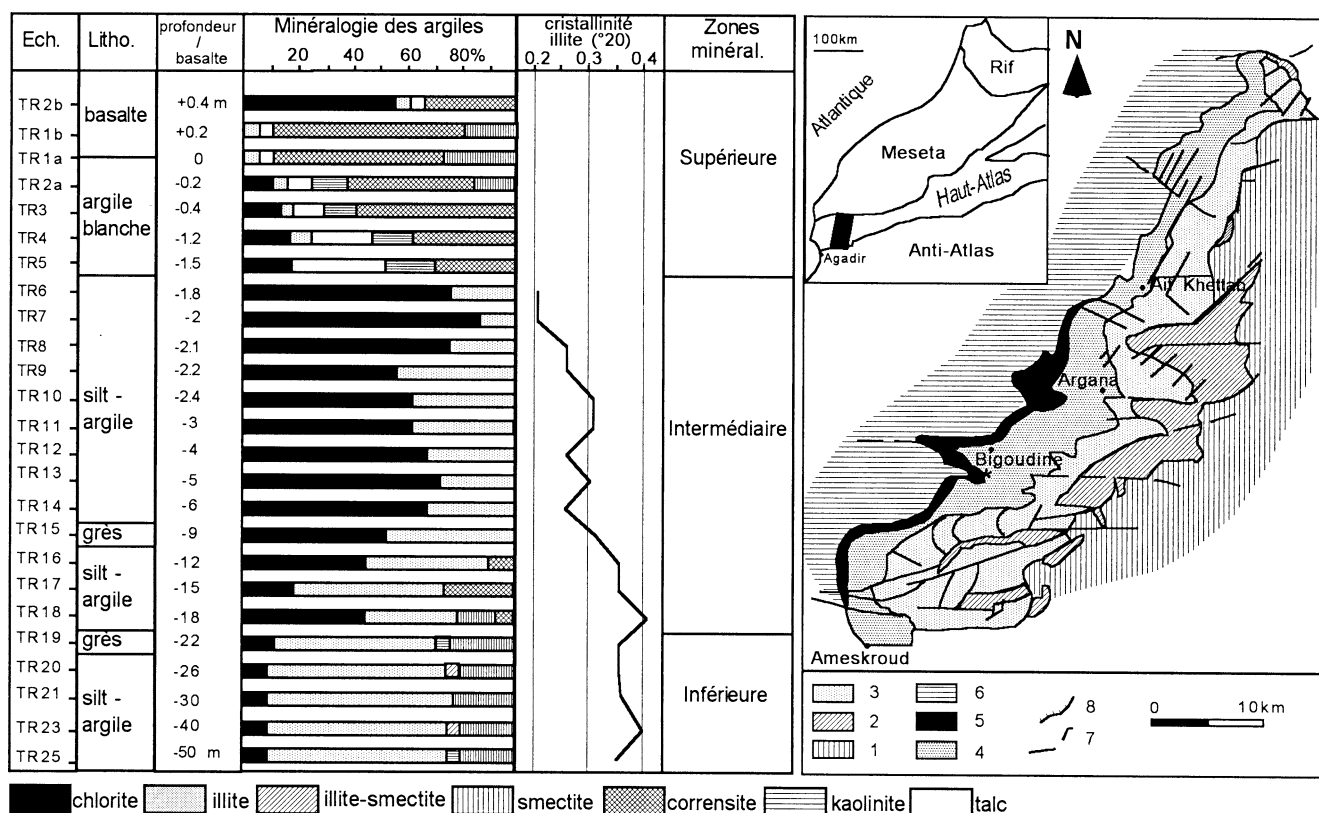 Ech.
Litho.
profondeur
/
basalte
Minéralogie des argiles
20 40 60 80%
cristallinité
illite (°20)
0.2 0.3 0.4
Zones
minéral.
TR2b +0.4 m
TR1b +0.2
TR1a 0
TR2a -0.2
TR3 -0.4
TR4 -1.2
TR5 -1.5
TR6 -1.8
TR7 -2
TR8 -2.1
TR9 -2.2
TR10 -2.4
TR11 -3
TR12 -4
TR13 -5
TR14 -6
TR15 -9
TR16 -12
TR17 -15
TR18 -18
TR19 -22
TR20 -26
TR21 -30
TR23 -40
TR25 -50 m
basalte
argile
blanche
silt -
argile
grès
silt -
argile
grès
silt -
argile
Supérieure
Intermédiaire
Inférieure
chlorite illite illite-smectite smectite corrensite kaolinite talc
100km
Rif
Atlantique
Meseta
Haut-Atlas
Anti-Atlas
Agadir
N
Ait Khettab
Argana
Bigoudine
Ameskroud
3 6 8 0 10km
2 5 7
1 4